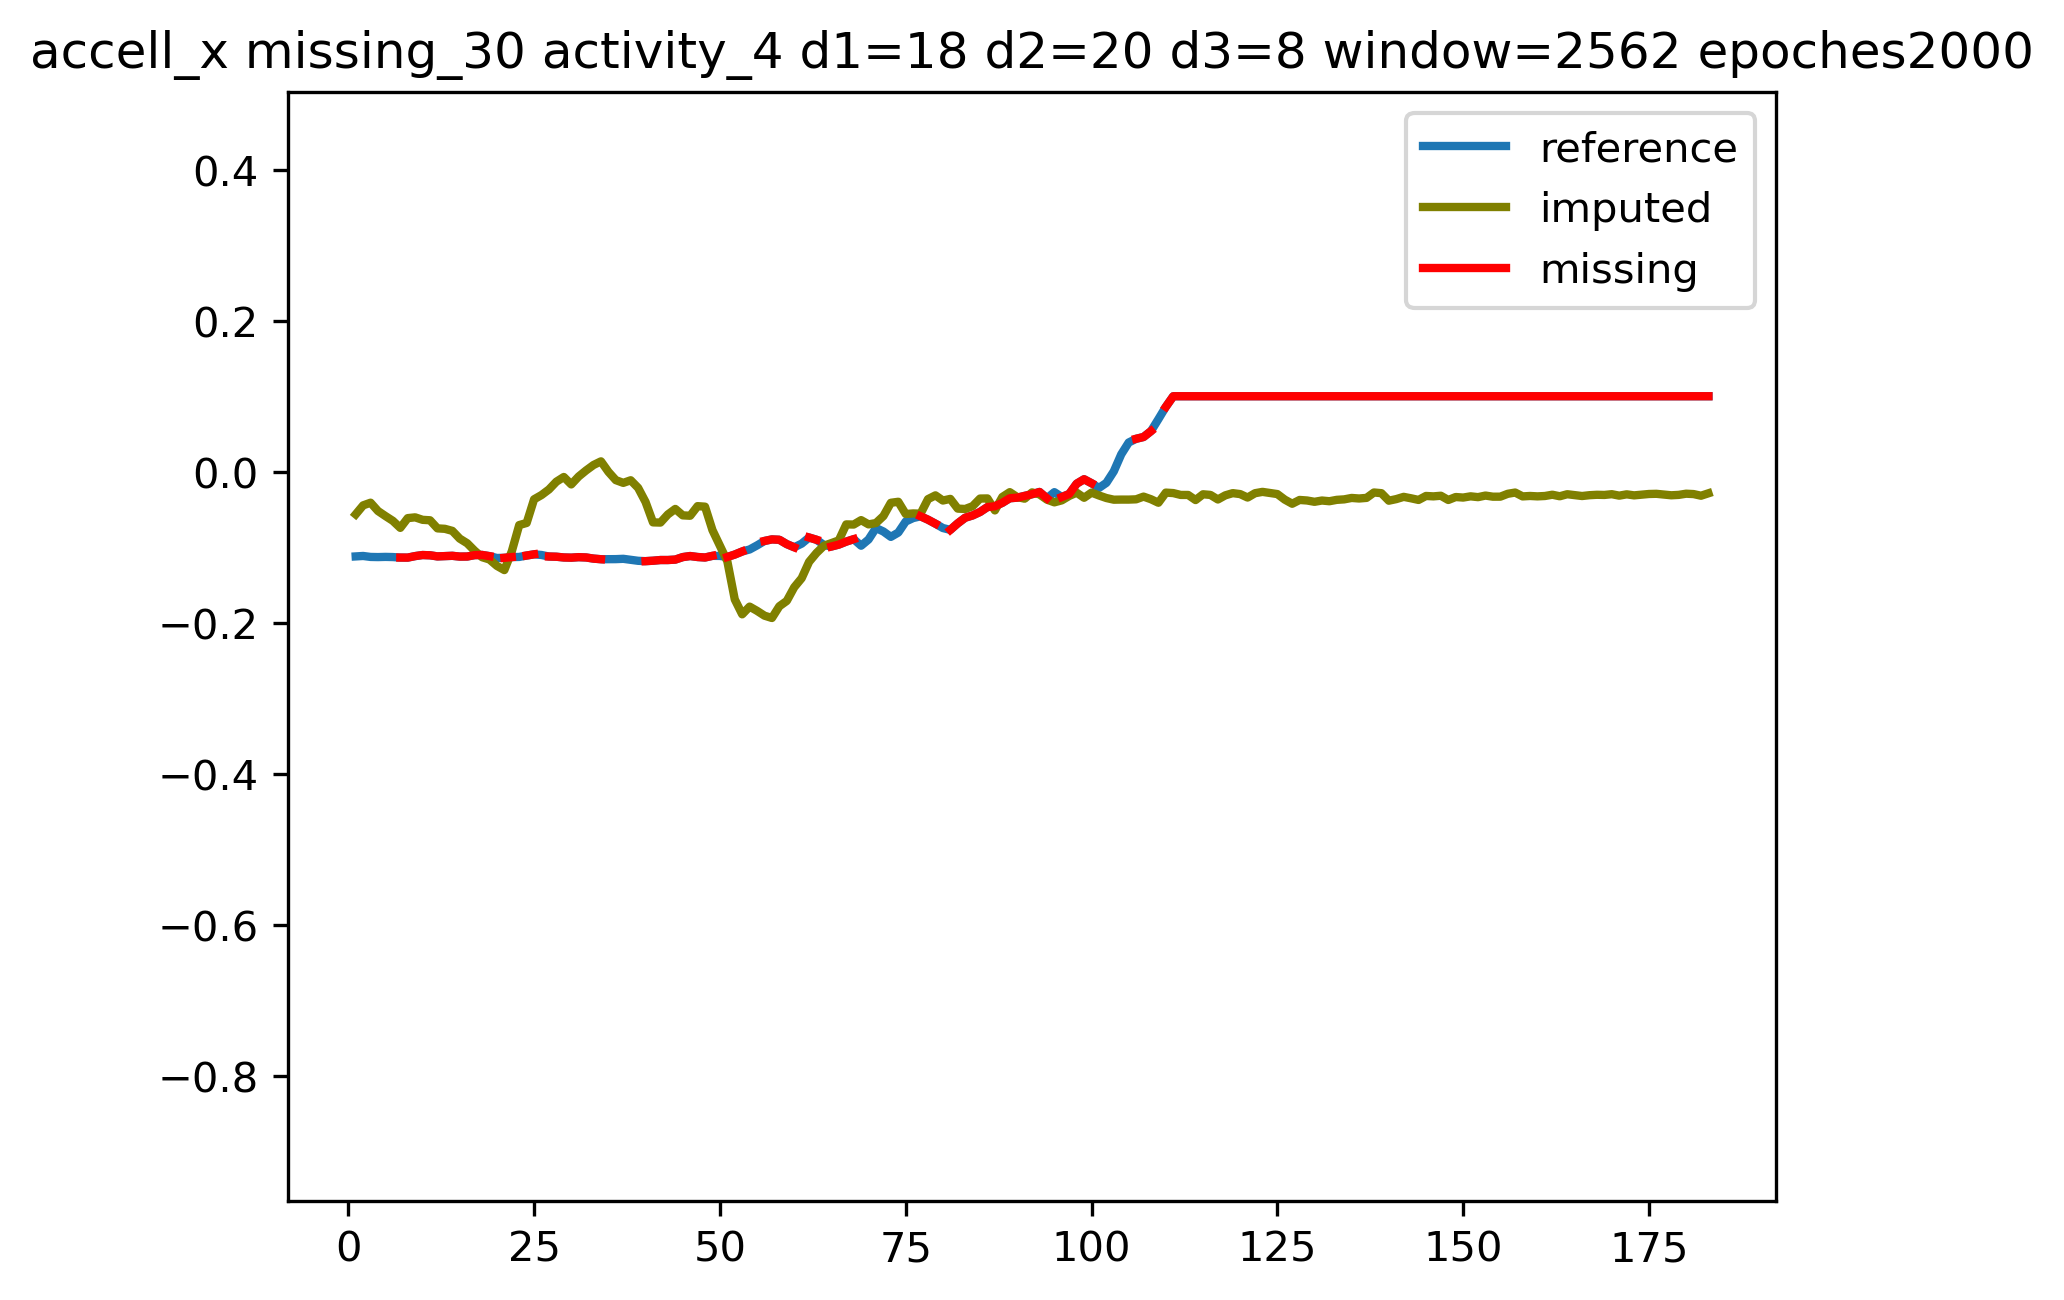 accell_x missing_30 activity_4 d1=18 d2=20 d3=8 window=2562 epoches2000
reference
imputed
missing
0.4
0.2
0.0
−0.2
−0.4
−0.6
−0.8
0 25 50 75 100 125 150 175